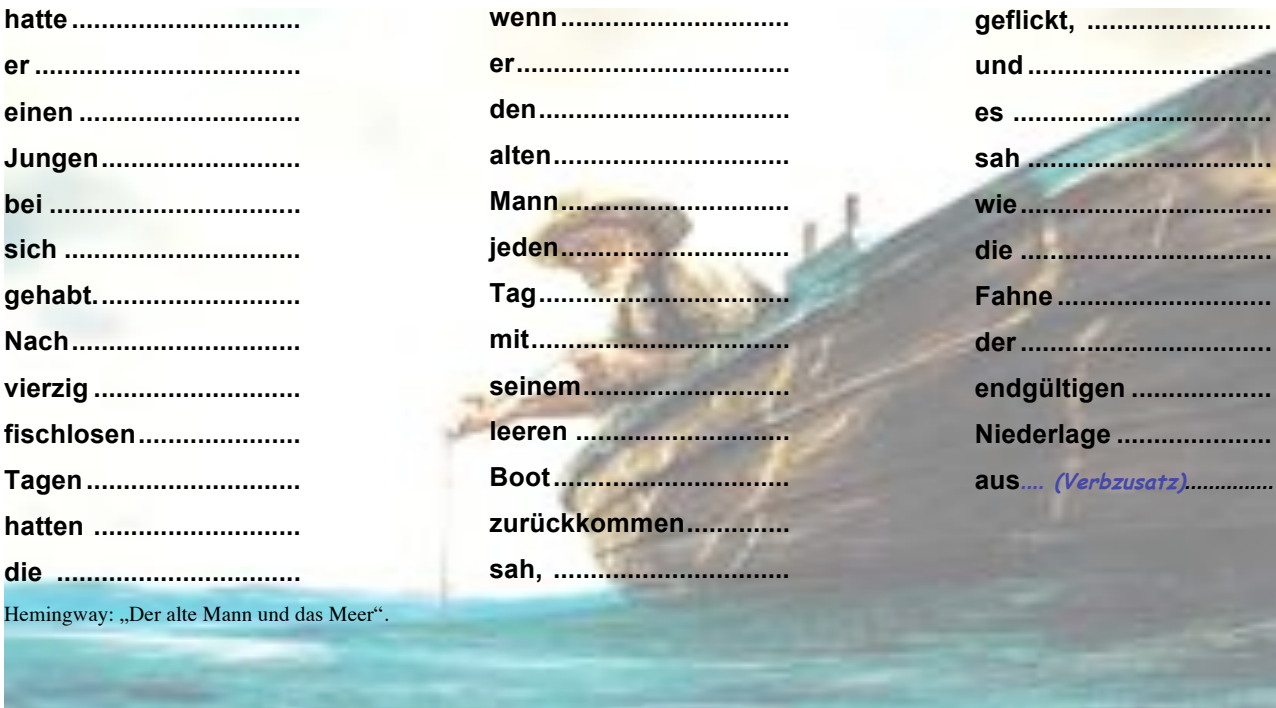 hatte ..............................
er ..................................
einen .............................
Jungen..........................
bei .................................
sich ...............................
gehabt. ..........................
Nach..............................
vierzig ...........................
fischlosen.....................
Tagen ............................
hatten ...........................
die ................................
wenn..............................
er...................................
den................................
alten..............................
Mann.............................
jeden.............................
Tag................................
mit.................................
seinem..........................
leeren ...........................
Boot..............................
zurückkommen.............
sah, ..............................
geflickt, ........................
und ...............................
es .................................
sah ...............................
wie ................................
die ................................
Fahne ...........................
der ................................
endgültigen ..................
Niederlage ....................
aus.... (Verbzusatz)...............
Hemingway: „Der alte Mann und das Meer“.